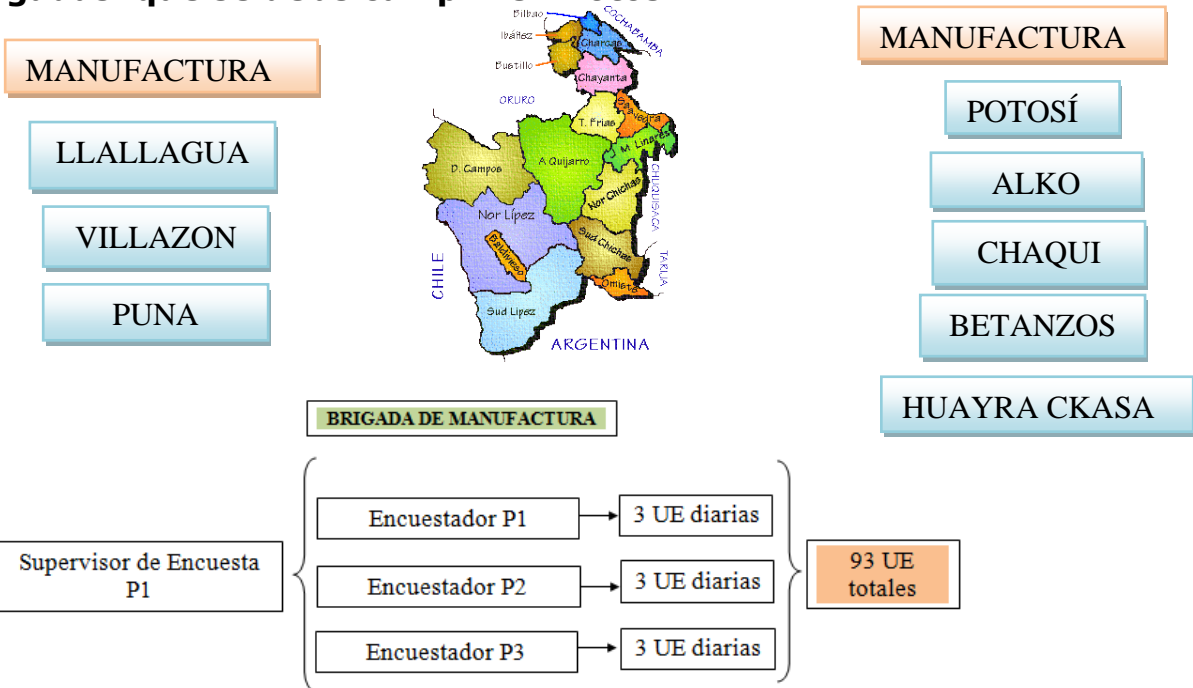 MANUFACTURA
LLALLAGUA
VILLAZON
PUNA
Bilbao
Ibáñez
Bustillo
COCHABAMBA
Charcas
Chayanta
ORURO
T. Frias
Saavedra
M. Linares
D. Campos
A Quijarro
CHUQUISACA
Nor Chichas
Nor Lípez
Baldivieso
Sud Chichas
TARIJA
CHILE
Omiste
Sud Lipez
ARGENTINA
MANUFACTURA
POTOSÍ
ALKO
CHAQUI
BETANZOS
HUAYRA CKASA
BRIGADA DE MANUFACTURA
Supervisor de Encuesta
P1
Encuestador P1
3 UE diarias
Encuestador P2
3 UE diarias
Encuestador P3
3 UE diarias
93 UE
totales